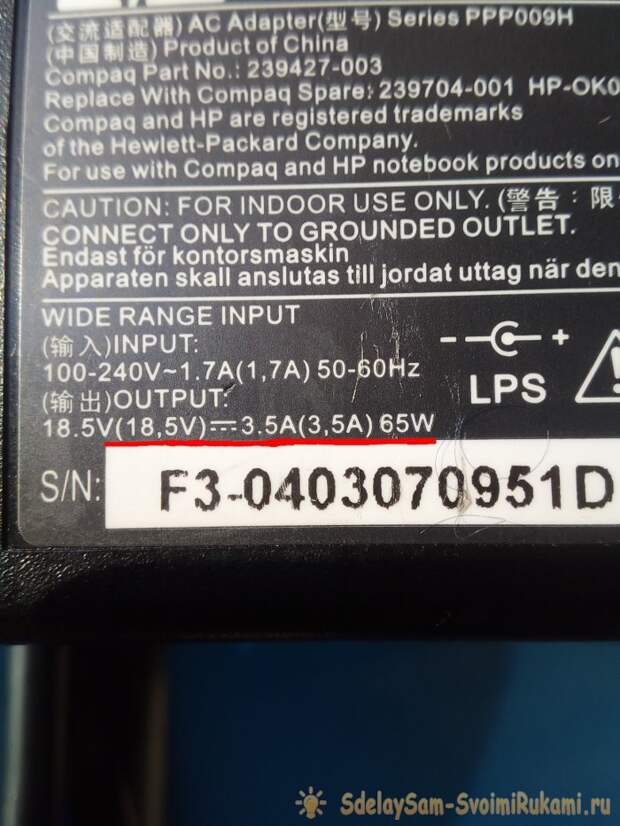 (交流适配器) AC Adapter(型号) Series PPP009H
(中国制造) Product of China
Compaq Part No.: 239427-003
Replace With Compaq Spare: 239704-001 HP-OK0
Compaq and HP are registered trademarks
of the Hewlett-Packard Company.
For use with Compaq and HP notebook products on
CAUTION: FOR INDOOR USE ONLY. (警告：限
CONNECT ONLY TO GROUNDED OUTLET.
Endast för kontorsmaskin
Apparaten skall anslutas till jordat uttag när den
WIDE RANGE INPUT
(输入)INPUT:
100-240V~1.7A(1,7A) 50-60Hz
(输出)OUTPUT:
18.5V(18,5V)⎓3.5A(3,5A) 65W
LPS
S/N: F3-0403070951D
SdelaySam-SvoimiRukami.ru